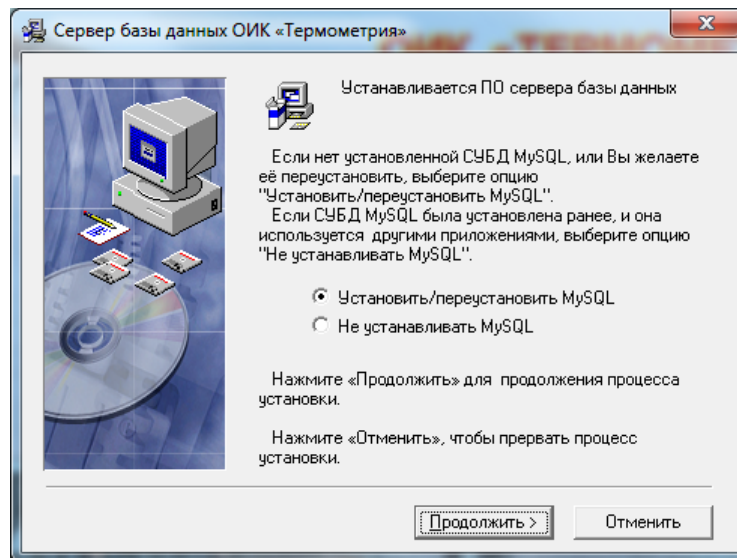 Сервер базы данных ОИК «Термометрия»
Устанавливается ПО сервера базы данных
Если нет установленной СУБД MySQL, или Вы желаете
её переустановить, выберите опцию
"Установить/переустановить MySQL".
Если СУБД MySQL была установлена ранее, и она
используется другими приложениями, выберите опцию
"Не устанавливать MySQL".
Установить/переустановить MySQL
Не устанавливать MySQL
Нажмите «Продолжить» для продолжения процесса
установки.
Нажмите «Отменить», чтобы прервать процесс
установки.
Продолжить >
Отменить